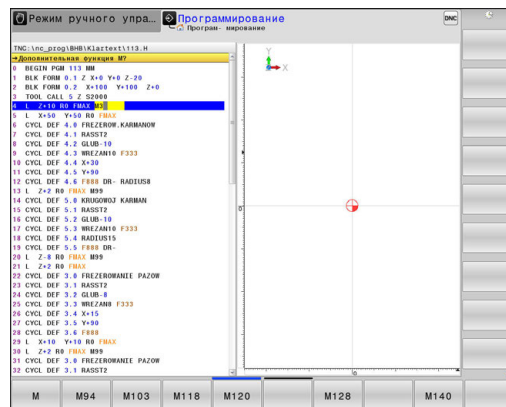 Режим ручного упра...
Программирование
Програм- мирование
DNC
TNC:\nc_prog\BHB\Klartext\113.H
→Дополнительная функция M?
0 BEGIN PGM 113 MM
1 BLK FORM 0.1 Z X+0 Y+0 Z-20
2 BLK FORM 0.2 X+100 Y+100 Z+0
3 TOOL CALL 5 Z S2000
4 L Z+10 R0 FMAX M3
5 L X+50 Y+50 R0 FMAX
6 CYCL DEF 4.0 FREZEROW.KARMANOW
7 CYCL DEF 4.1 RASST2
8 CYCL DEF 4.2 GLUB-10
9 CYCL DEF 4.3 WREZAN10 F333
10 CYCL DEF 4.4 X+30
11 CYCL DEF 4.5 Y+90
12 CYCL DEF 4.6 F888 DR- RADIUS8
13 L Z+2 R0 FMAX M99
14 CYCL DEF 5.0 KRUGOWOJ KARMAN
15 CYCL DEF 5.1 RASST2
16 CYCL DEF 5.2 GLUB-10
17 CYCL DEF 5.3 WREZAN10 F333
18 CYCL DEF 5.4 RADIUS15
19 CYCL DEF 5.5 F888 DR-
20 L Z-8 R0 FMAX M99
21 L Z+2 R0 FMAX
22 CYCL DEF 3.0 FREZEROWANIE PAZOW
23 CYCL DEF 3.1 RASST2
24 CYCL DEF 3.2 GLUB-8
25 CYCL DEF 3.3 WREZAN8 F333
26 CYCL DEF 3.4 X+15
27 CYCL DEF 3.5 Y+90
28 CYCL DEF 3.6 F888
29 L X+10 Y+10 R0 FMAX
30 L Z+2 R0 FMAX M99
31 CYCL DEF 3.0 FREZEROWANIE PAZOW
32 CYCL DEF 3.1 RASST2
Y
X
0
0
M M94 M103 M118 M120 M128 M140